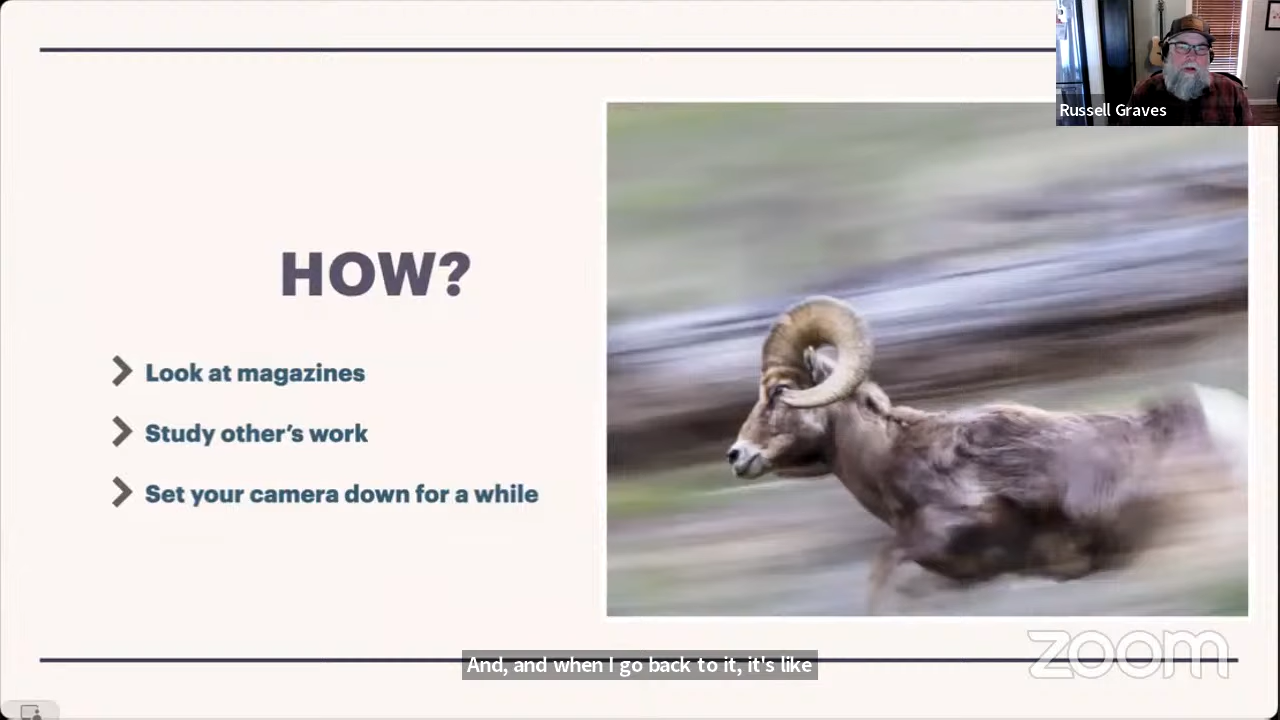 Russell Graves
HOW?
Look at magazines
Study other's work
Set your camera down for a while
And, and when I go back to it, it's like
zoom